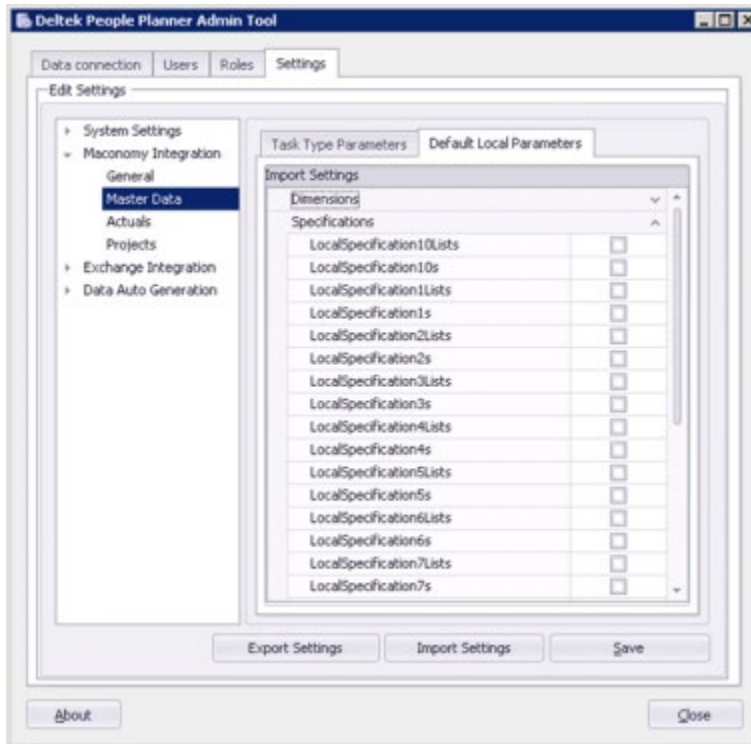 Deltek People Planner Admin Tool
Data connection Users Roles Settings
Edit Settings
System Settings
Maconomy Integration
General
Master Data
Actuals
Projects
Exchange Integration
Data Auto Generation
Task Type Parameters Default Local Parameters
Import Settings
Dimensions
Specifications
LocalSpecification10Lists
LocalSpecification10s
LocalSpecification1Lists
LocalSpecification1s
LocalSpecification2Lists
LocalSpecification2s
LocalSpecification3Lists
LocalSpecification3s
LocalSpecification4Lists
LocalSpecification4s
LocalSpecification5Lists
LocalSpecification5s
LocalSpecification6Lists
LocalSpecification6s
LocalSpecification7Lists
LocalSpecification7s
Export Settings Import Settings Save
About Close